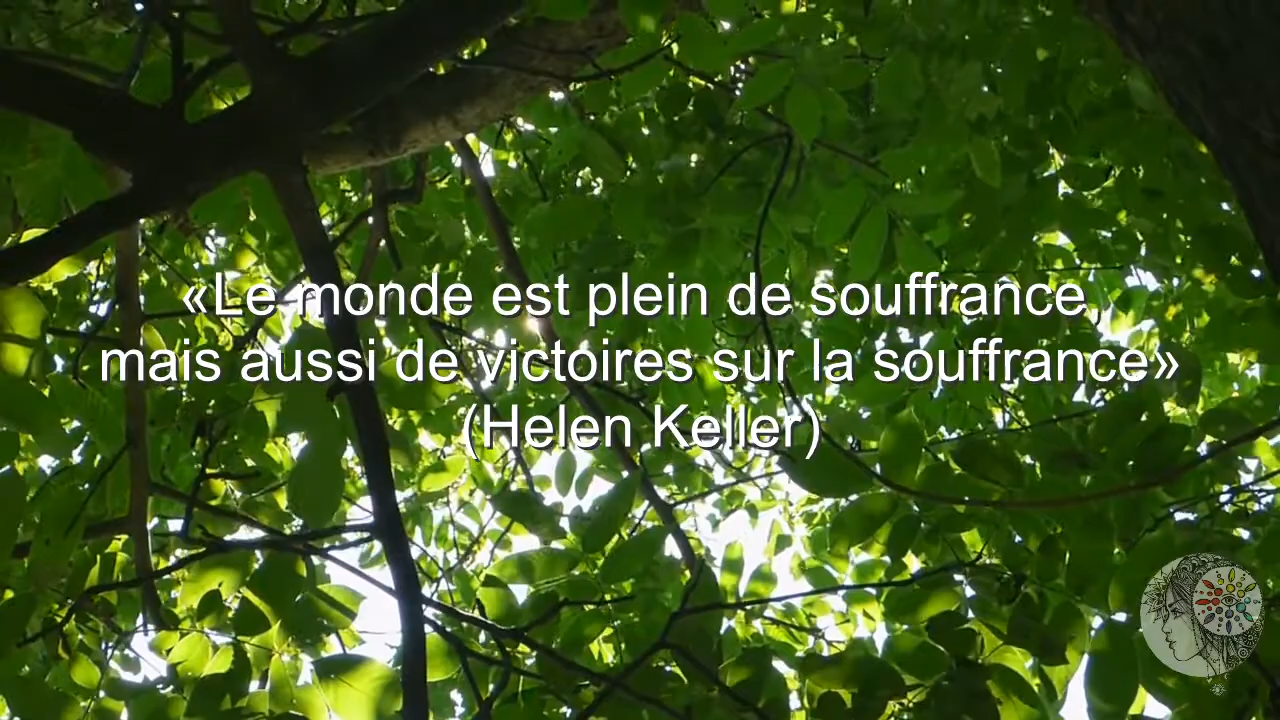 «Le monde est plein de souffrance,
mais aussi de victoires sur la souffrance»
(Helen Keller)